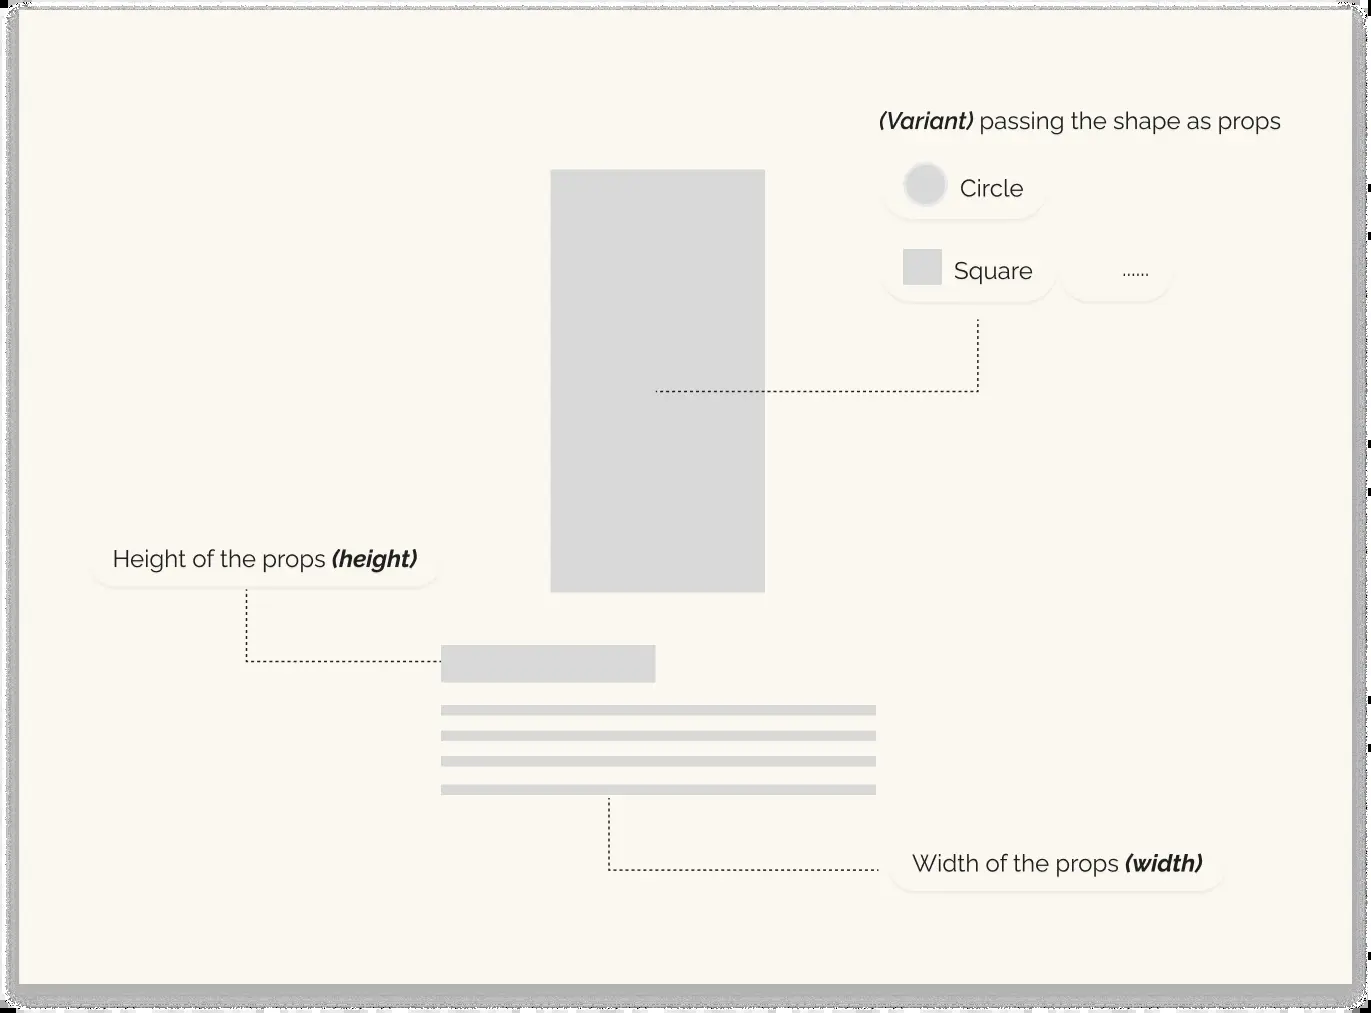 (Variant) passing the shape as props
Circle
Square
......
Height of the props (height)
Width of the props (width)